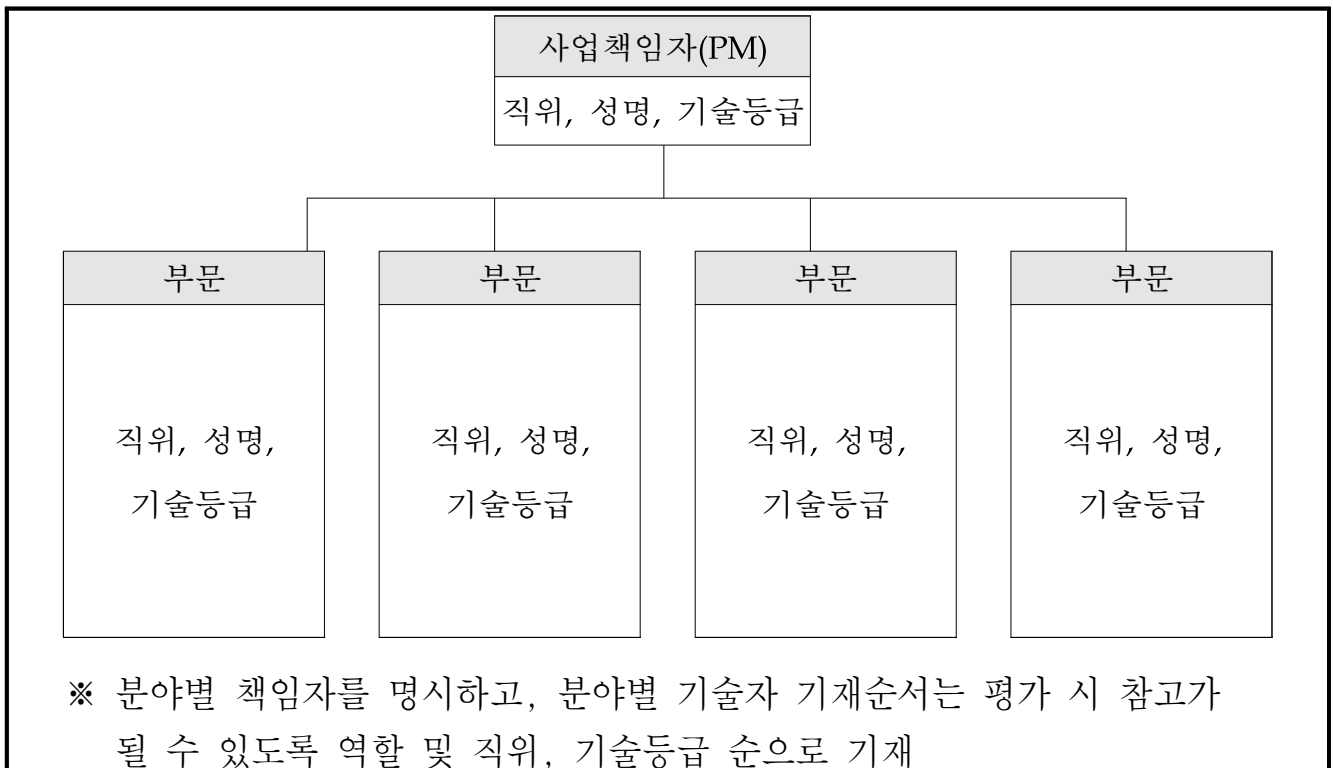 사업책임자(PM)
직위, 성명, 기술등급
부문
부문
부문
부문
직위, 성명,
기술등급
직위, 성명,
기술등급
직위, 성명,
기술등급
직위, 성명,
기술등급
※ 분야별 책임자를 명시하고, 분야별 기술자 기재순서는 평가 시 참고가
될 수 있도록 역할 및 직위, 기술등급 순으로 기재